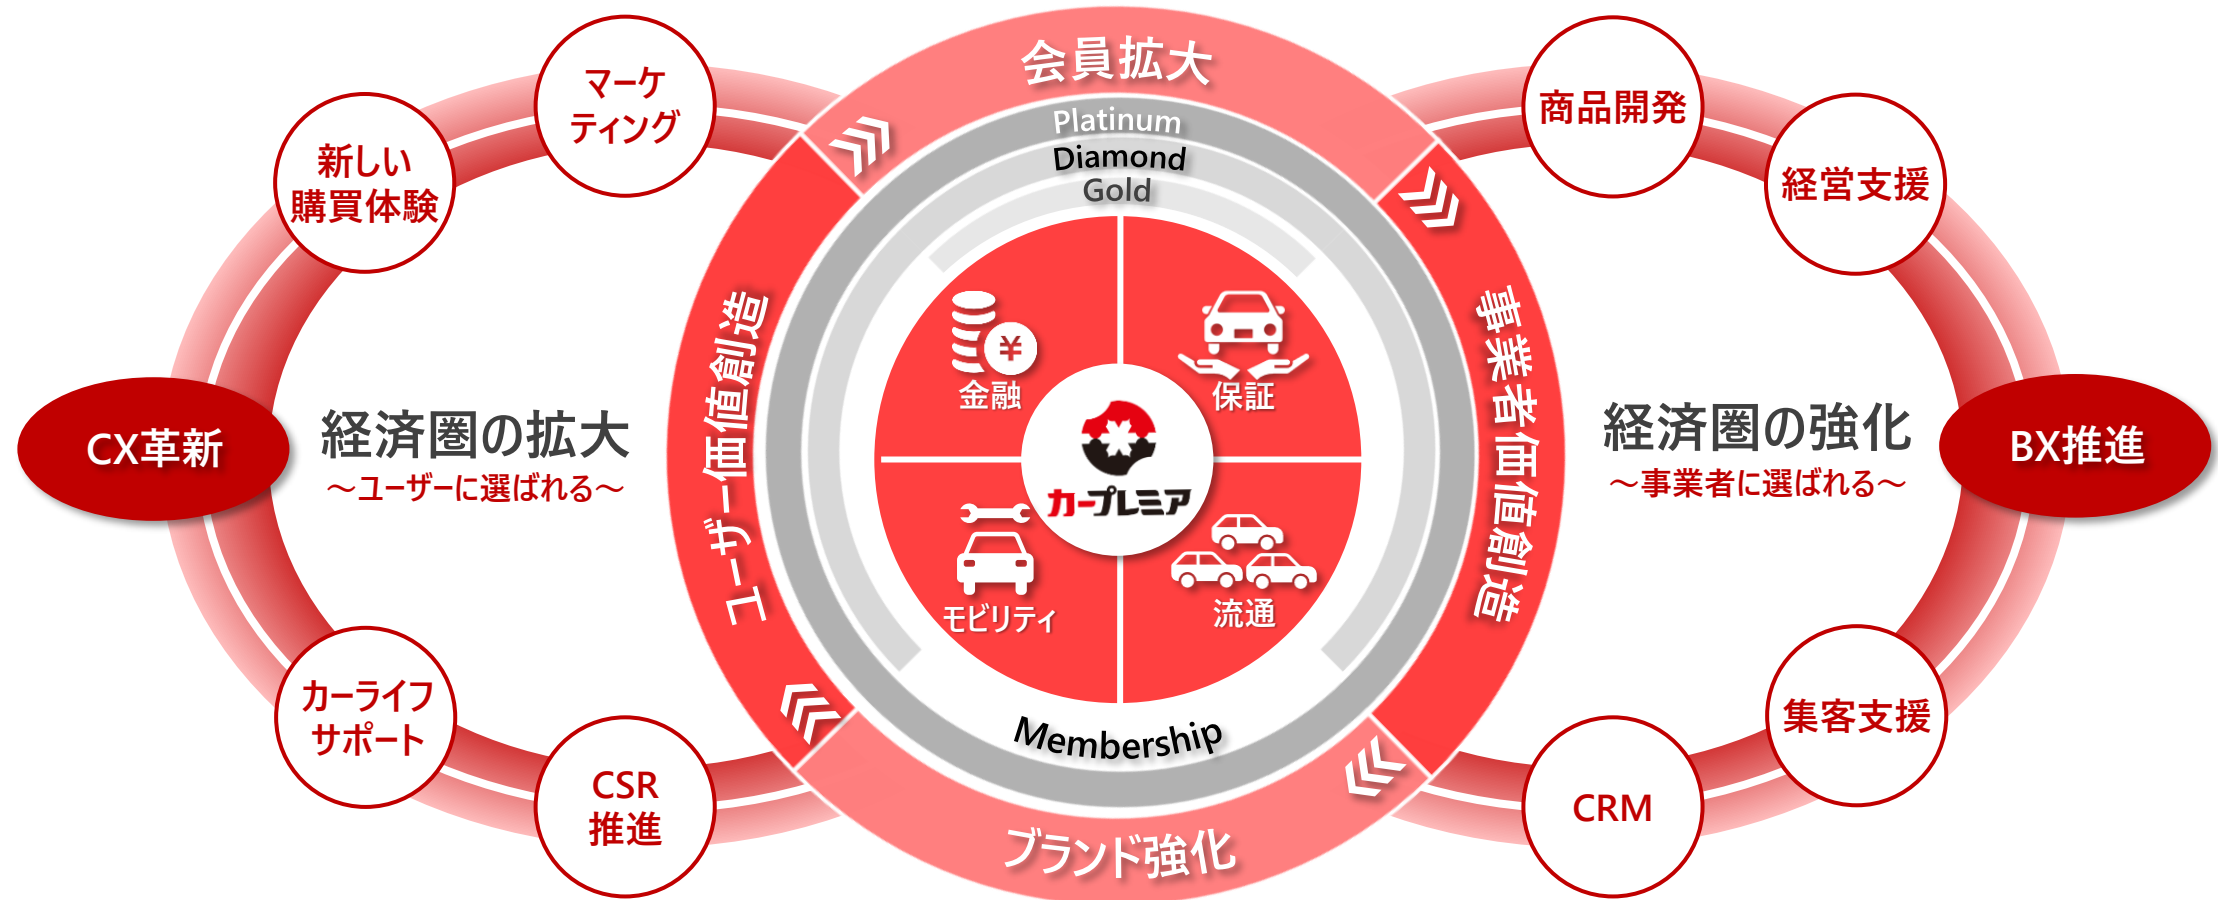 マーケ
ティング
新しい
購買体験
CX革新
経済圏の拡大
～ユーザーに選ばれる～
カーライフ
サポート
CSR
推進
会員拡大
Platinum
Diamond
Gold
ユーザー価値創造
金融
保証
カープレミア
モビリティ
流通
Membership
ブランド強化
事業者価値創造
商品開発
経営支援
経済圏の強化
～事業者に選ばれる～
BX推進
集客支援
CRM
¥